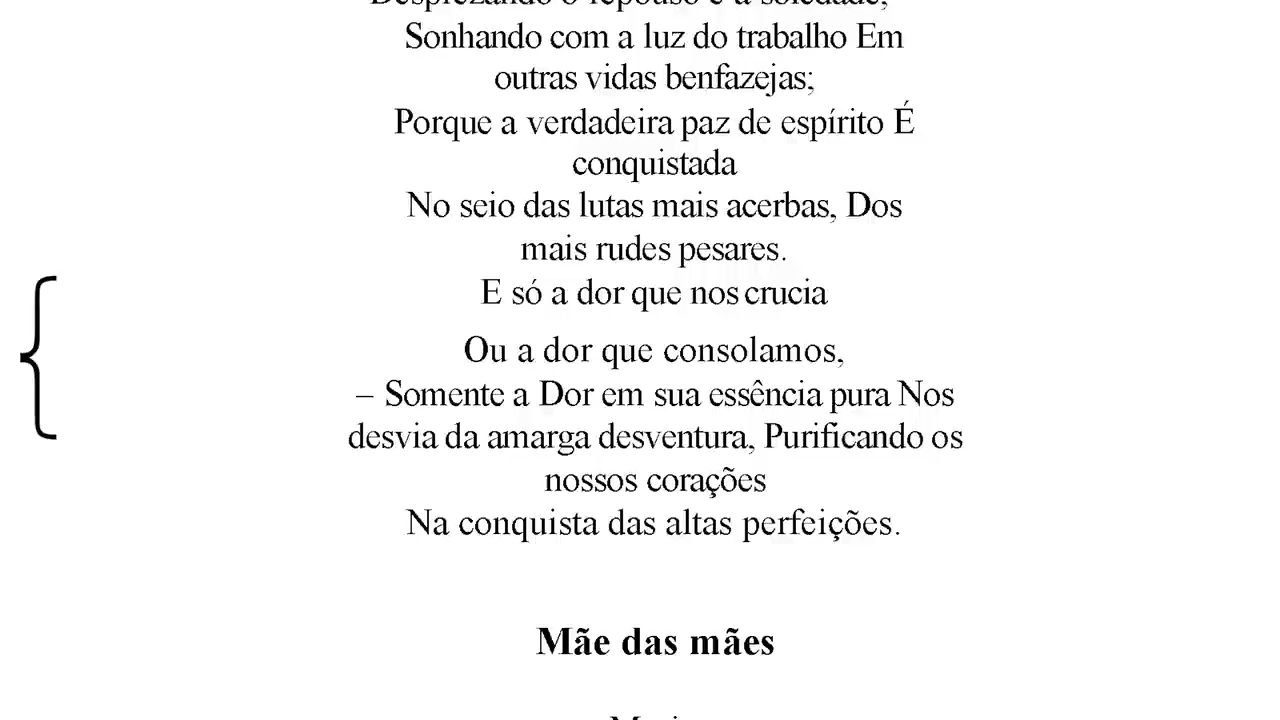 Desprezando o repouso e a soledade,
Sonhando com a luz do trabalho Em
outras vidas benfazejas;
Porque a verdadeira paz de espírito É
conquistada
No seio das lutas mais acerbas, Dos
mais rudes pesares.
E só a dor que nos crucia
Ou a dor que consolamos,
– Somente a Dor em sua essência pura Nos
desvia da amarga desventura, Purificando os
nossos corações
Na conquista das altas perfeições.
Mãe das mães